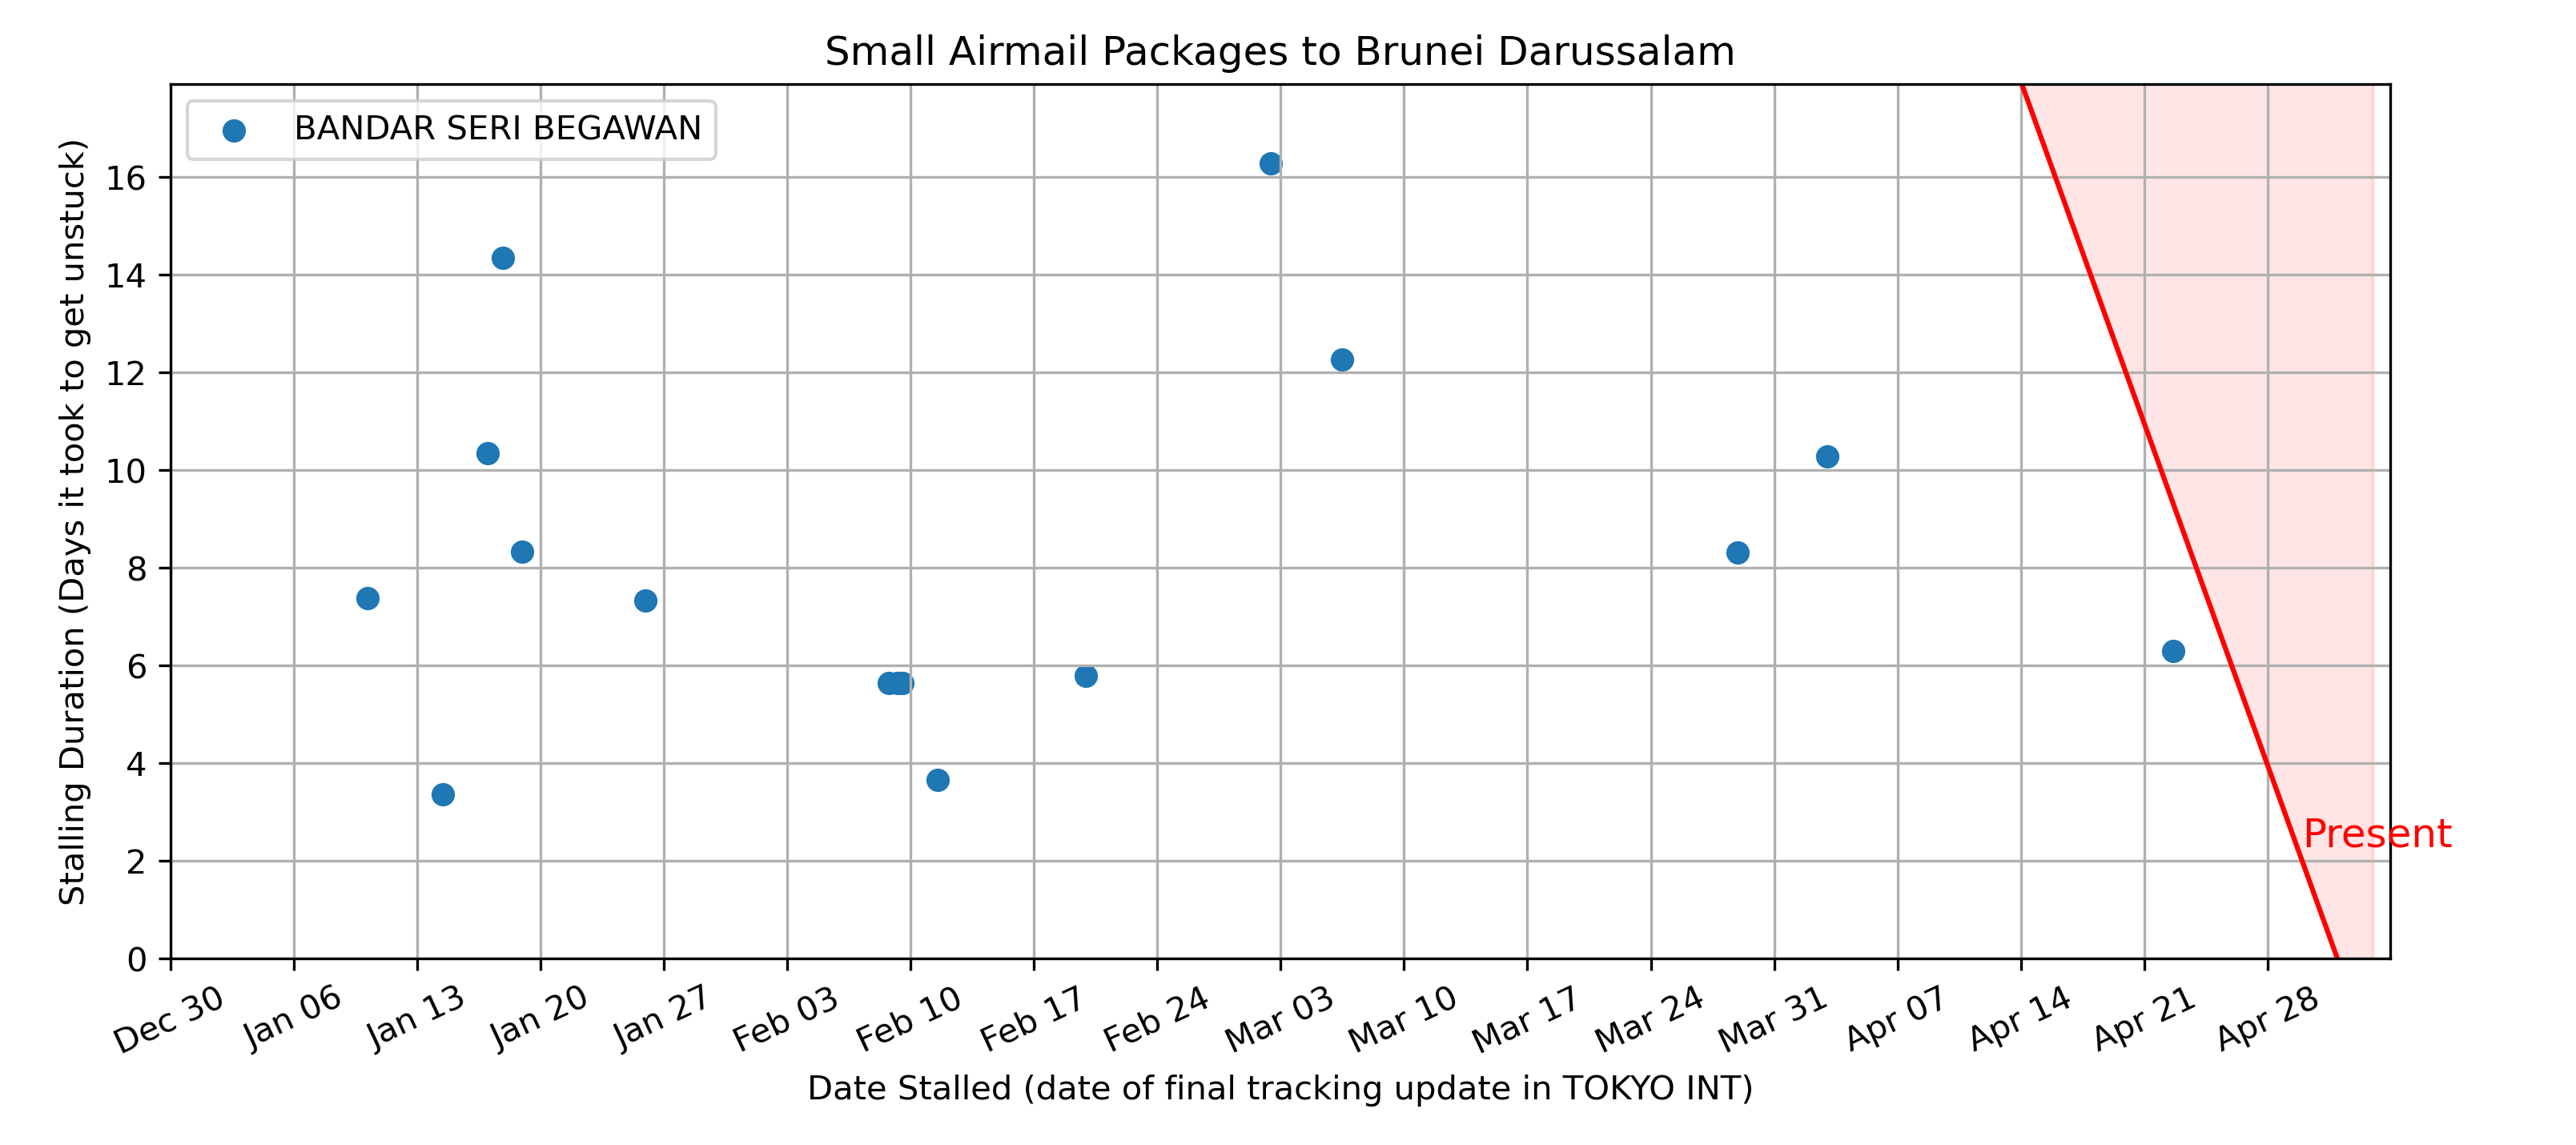 Small Airmail Packages to Brunei Darussalam
BANDAR SERI BEGAWAN
Stalling Duration (Days it took to get unstuck)
16
14
12
10
8
6
4
2
0
Present
Dec 30
Jan 06
Jan 13
Jan 20
Jan 27
Feb 03
Feb 10
Feb 17
Feb 24
Mar 03
Mar 10
Mar 17
Mar 24
Mar 31
Apr 07
Apr 14
Apr 21
Apr 28
Date Stalled (date of final tracking update in TOKYO INT)